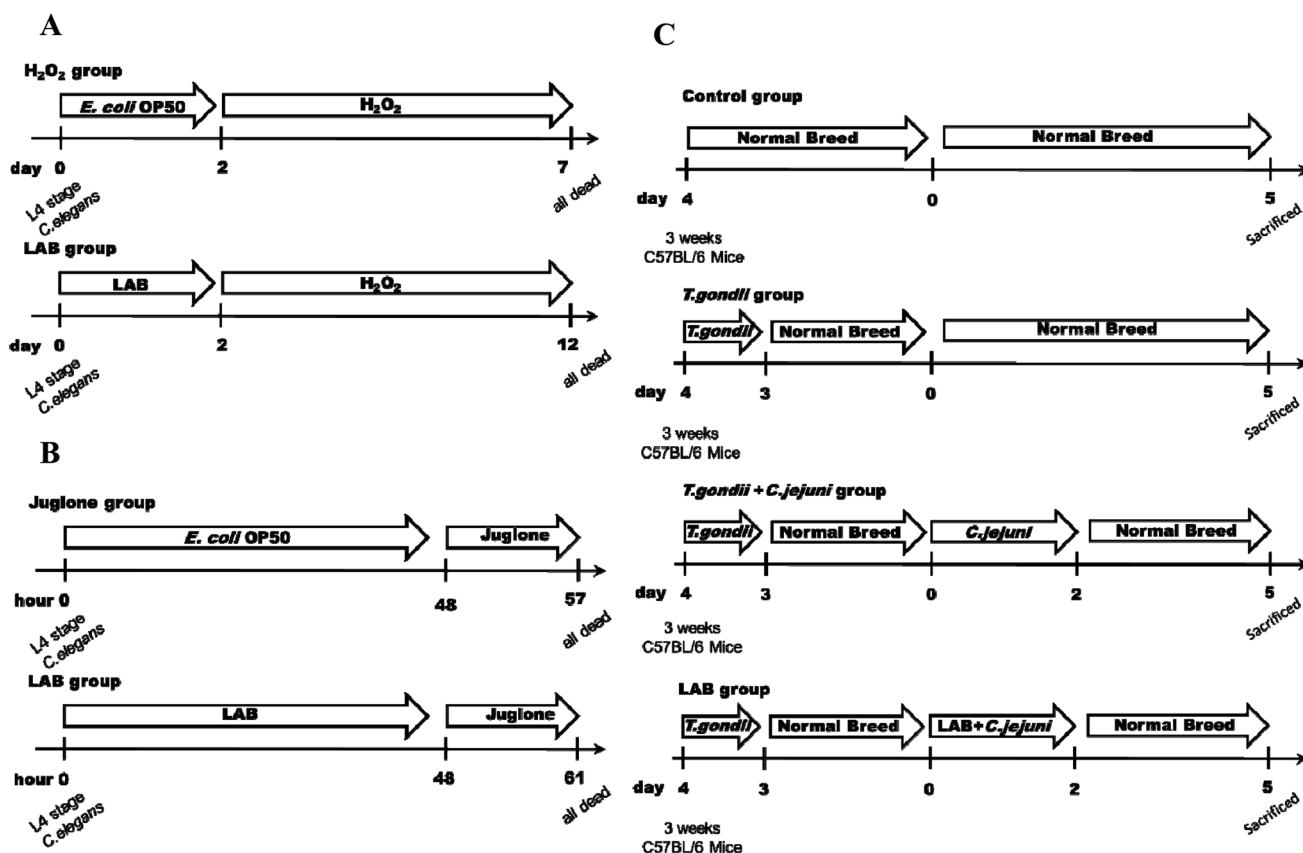 A
H₂O₂ group
E. coli OP50
H₂O₂
day 0 2 7
L4 stage
C.elegans
all dead
LAB group
LAB
H₂O₂
day 0 2 12
L4 stage
C.elegans
all dead
B
Juglone group
E. coli OP50
Juglone
hour 0 48 57
L4 stage
C.elegans
all dead
LAB group
LAB
Juglone
hour 0 48 61
L4 stage
C.elegans
all dead
C
Control group
Normal Breed
Normal Breed
day 4 0 5
3 weeks
C57BL/6 Mice
Sacrificed
T.gondii group
T.gondii
Normal Breed
Normal Breed
day 4 3 0 5
3 weeks
C57BL/6 Mice
Sacrificed
T.gondii + C.jejuni group
T.gondii
Normal Breed
C.jejuni
Normal Breed
day 4 3 0 2 5
3 weeks
C57BL/6 Mice
Sacrificed
LAB group
T.gondii
Normal Breed
LAB+C.jejuni
Normal Breed
day 4 3 0 2 5
3 weeks
C57BL/6 Mice
Sacrificed